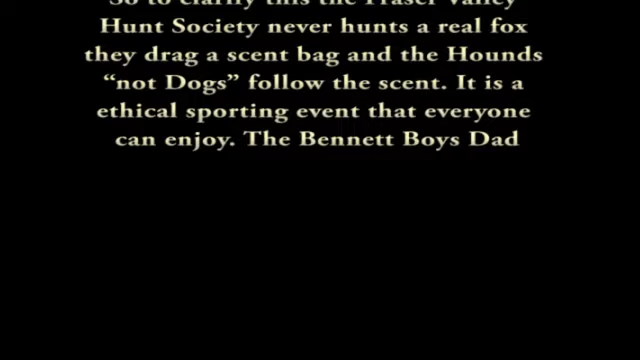 So to clarify this the Fraser Valley
Hunt Society never hunts a real fox
they drag a scent bag and the Hounds
“not Dogs” follow the scent. It is a
ethical sporting event that everyone
can enjoy. The Bennett Boys Dad